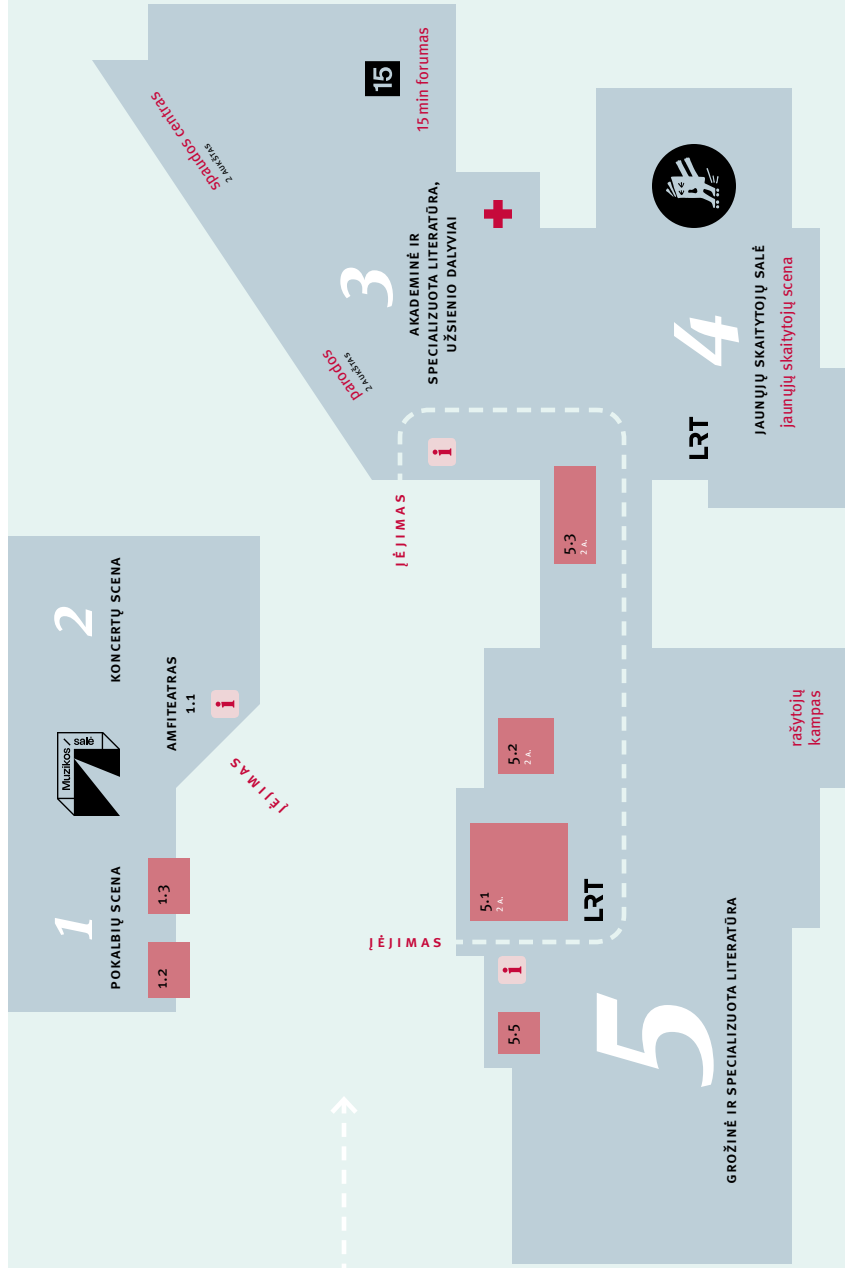 1
POKALBIŲ SCENA
1.2
1.3
Muzikos
salė
2
KONCERTŲ SCENA
AMFITEATRAS
1.1
i
ĮĖJIMAS
spaudos centras
2 AUKŠTAS
15
15 min forumas
3
AKADEMINĖ IR
SPECIALIZUOTA LITERATŪRA,
UŽSIENIO DALYVIAI
parodos
2 AUKŠTAS
i
ĮĖJIMAS
4
JAUNŲJŲ SKAITYTOJŲ SALĖ
jaunųjų skaitytojų scena
LRT
5.3
2 A.
5.2
2 A.
5.1
2 A.
LRT
ĮĖJIMAS
i
5.5
5
GROŽINĖ IR SPECIALIZUOTA LITERATŪRA
rašytojų
kampas